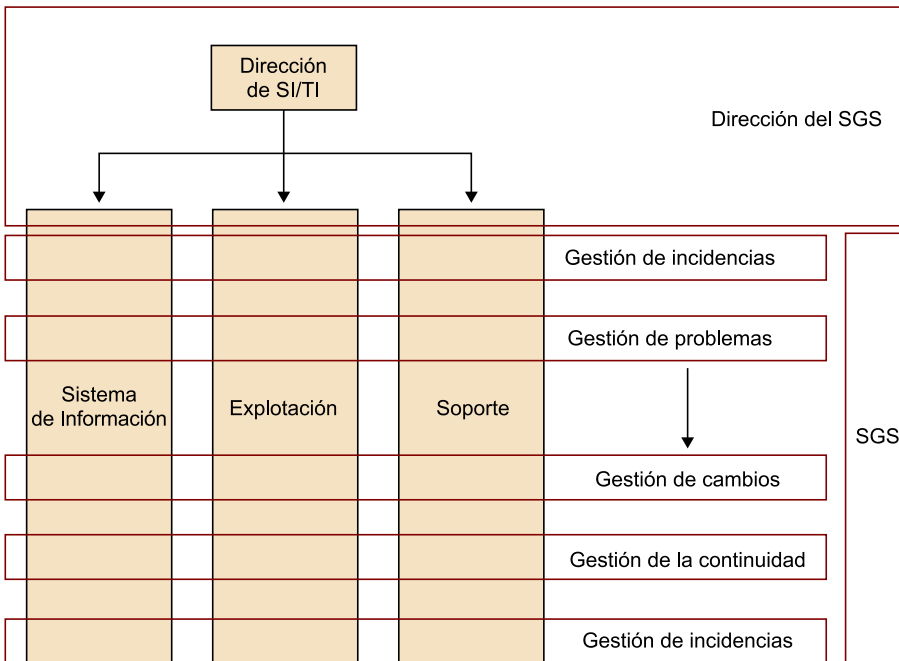 Dirección
de SI/TI
Dirección del SGS
Gestión de incidencias
Gestión de problemas
Sistema
de Información
Explotación
Soporte
SGS
Gestión de cambios
Gestión de la continuidad
Gestión de incidencias